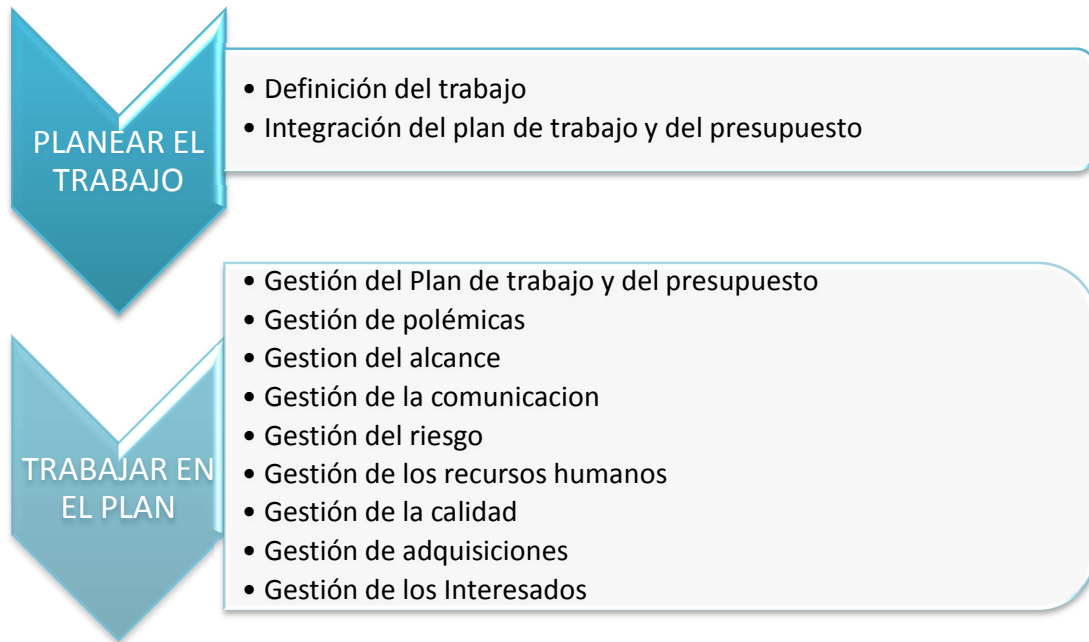 PLANEAR EL
TRABAJO
• Definición del trabajo
• Integración del plan de trabajo y del presupuesto
TRABAJAR EN
EL PLAN
• Gestión del Plan de trabajo y del presupuesto
• Gestión de polémicas
• Gestion del alcance
• Gestión de la comunicacion
• Gestión del riesgo
• Gestión de los recursos humanos
• Gestión de la calidad
• Gestión de adquisiciones
• Gestión de los Interesados